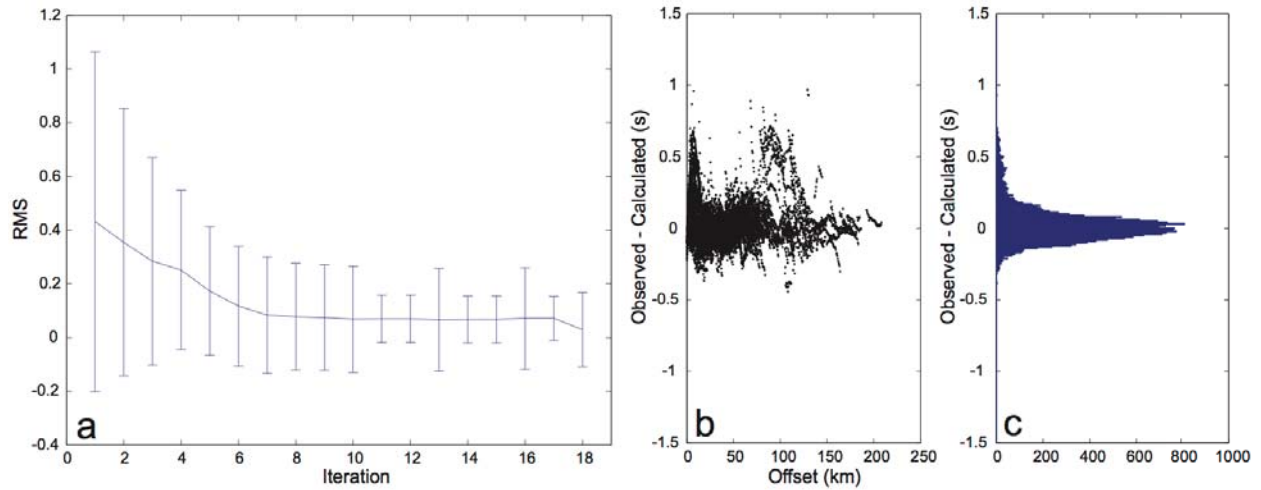 1.2
1
0.8
0.6
0.4
0.2
0
-0.2
-0.4
RMS
0 2 4 6 8 10 12 14 16 18
Iteration
a
1.5
1
0.5
0
-0.5
-1
-1.5
Observed - Calculated (s)
0 50 100 150 200 250
Offset (km)
b
1.5
1
0.5
0
-0.5
-1
-1.5
Observed - Calculated (s)
0 200 400 600 800 1000
c